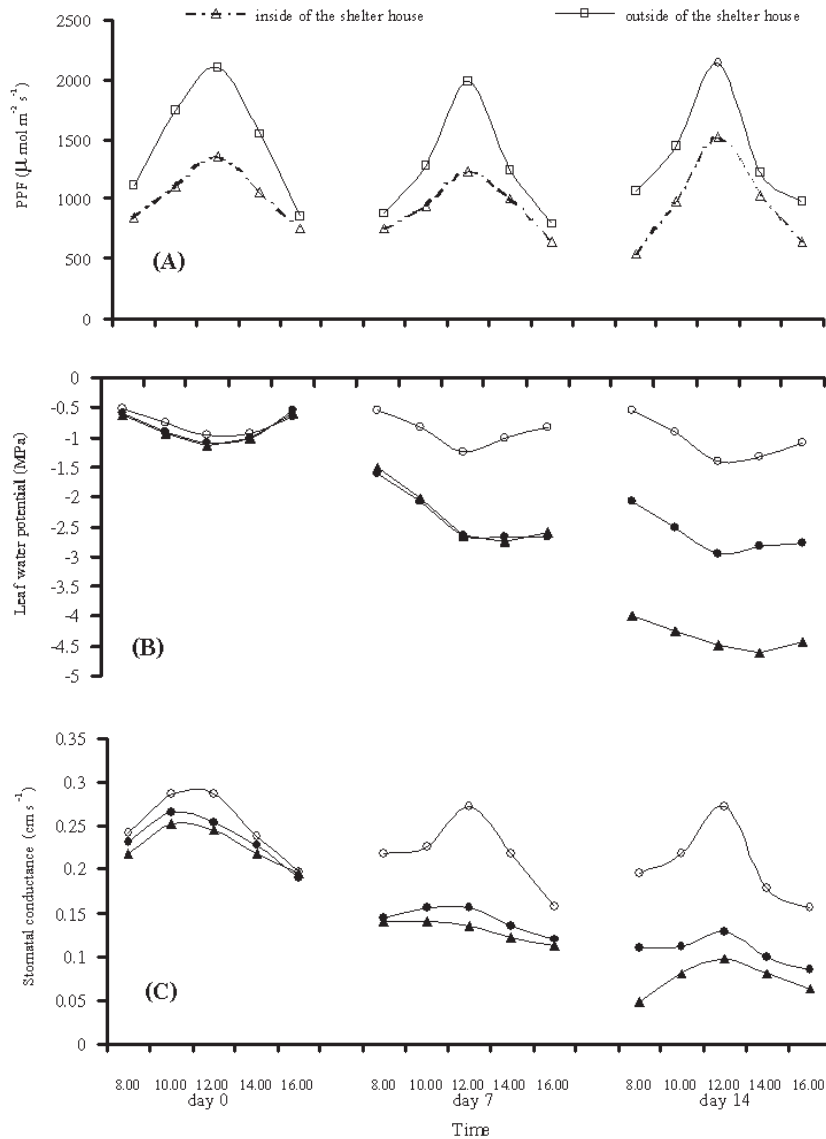 inside of the shelter house
outside of the shelter house
2500
2000
1500
1000
500
0
PPF (µ mol m⁻² s⁻¹)
(A)
0
-0.5
-1
-1.5
-2
-2.5
-3
-3.5
-4
-4.5
-5
Leaf water potential (MPa)
(B)
0.35
0.3
0.25
0.2
0.15
0.1
0.05
0
Stomatal conductance (cm s⁻¹)
(C)
8.00 10.00 12.00 14.00 16.00 8.00 10.00 12.00 14.00 16.00 8.00 10.00 12.00 14.00 16.00
day 0 day 7 day 14
Time